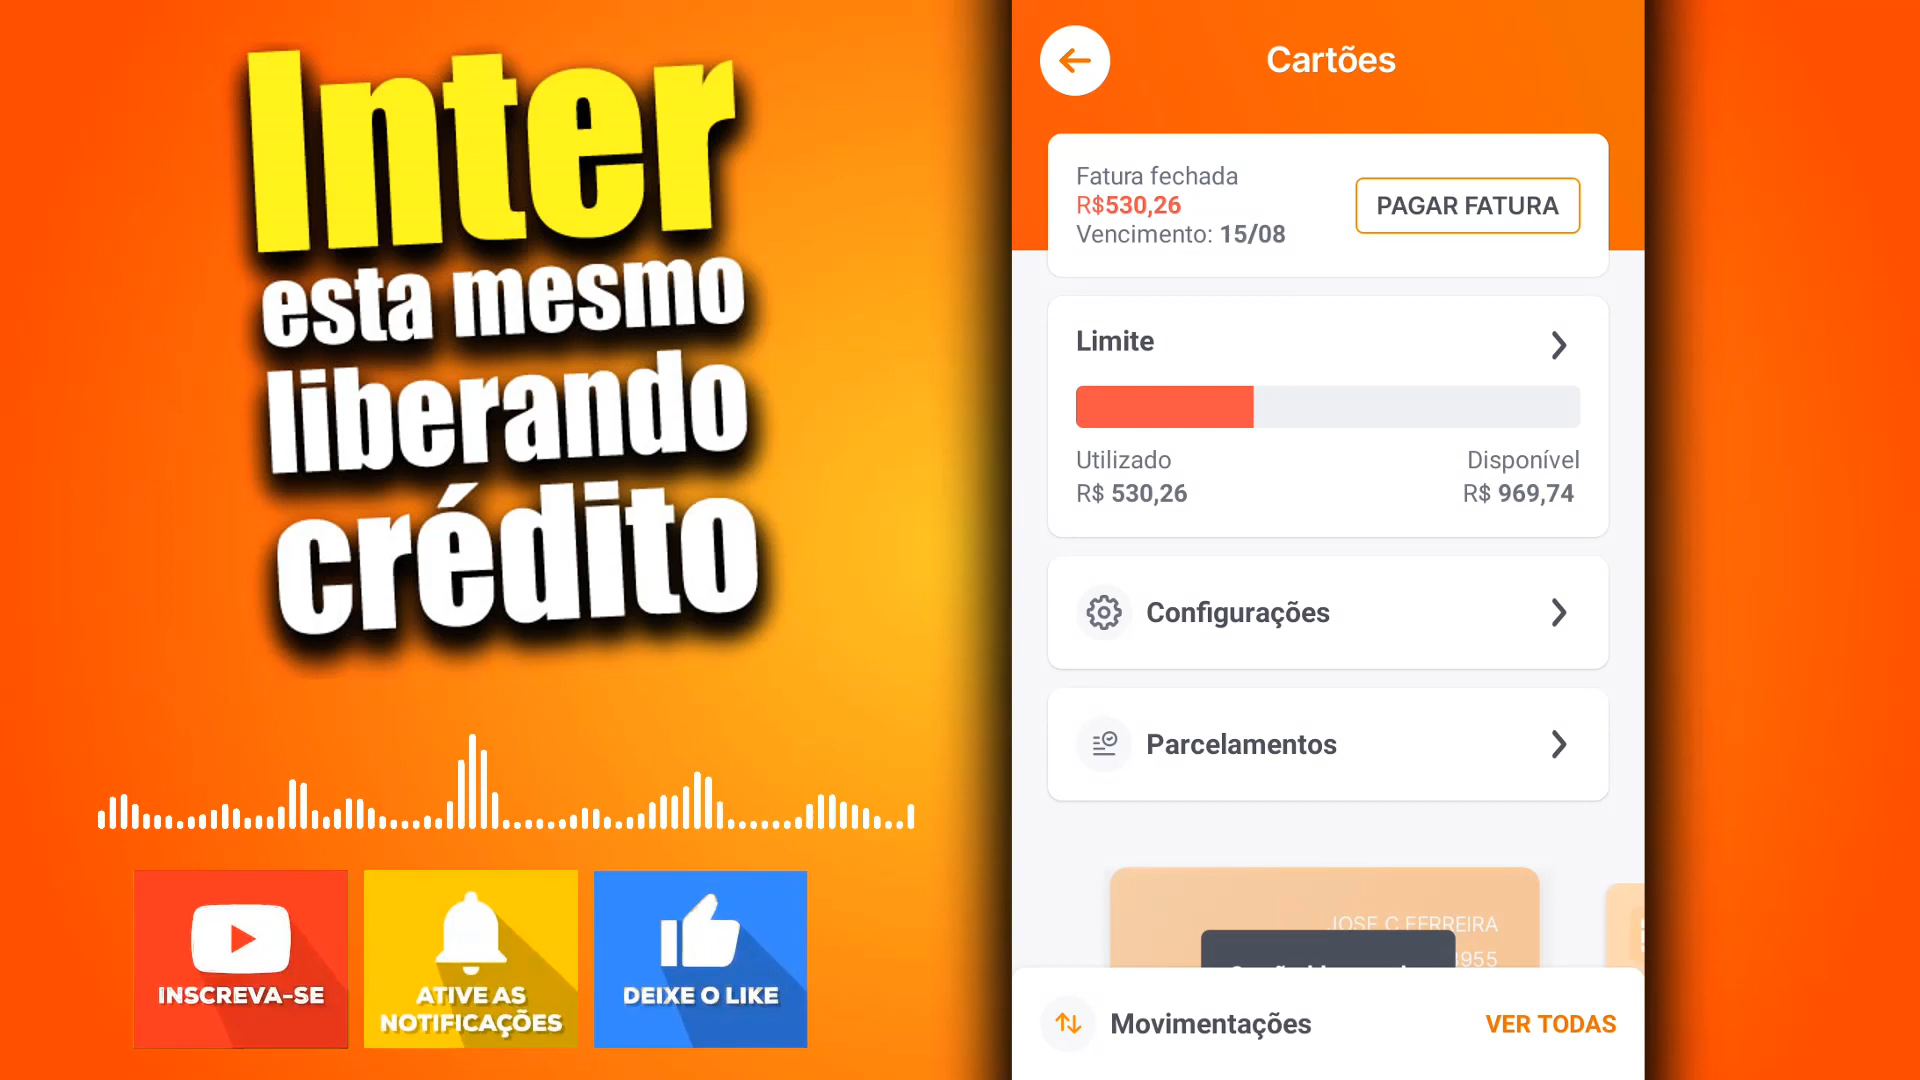 Inter
esta mesmo
liberando
crédito
INSCREVA-SE
ATIVE AS
NOTIFICAÇÕES
DEIXE O LIKE
Cartões
Fatura fechada
R$530,26
Vencimento: 15/08
PAGAR FATURA
Limite
Utilizado
R$ 530,26
Disponível
R$ 969,74
Configurações
Parcelamentos
JOSE C FERREIRA
3955
Movimentações
VER TODAS